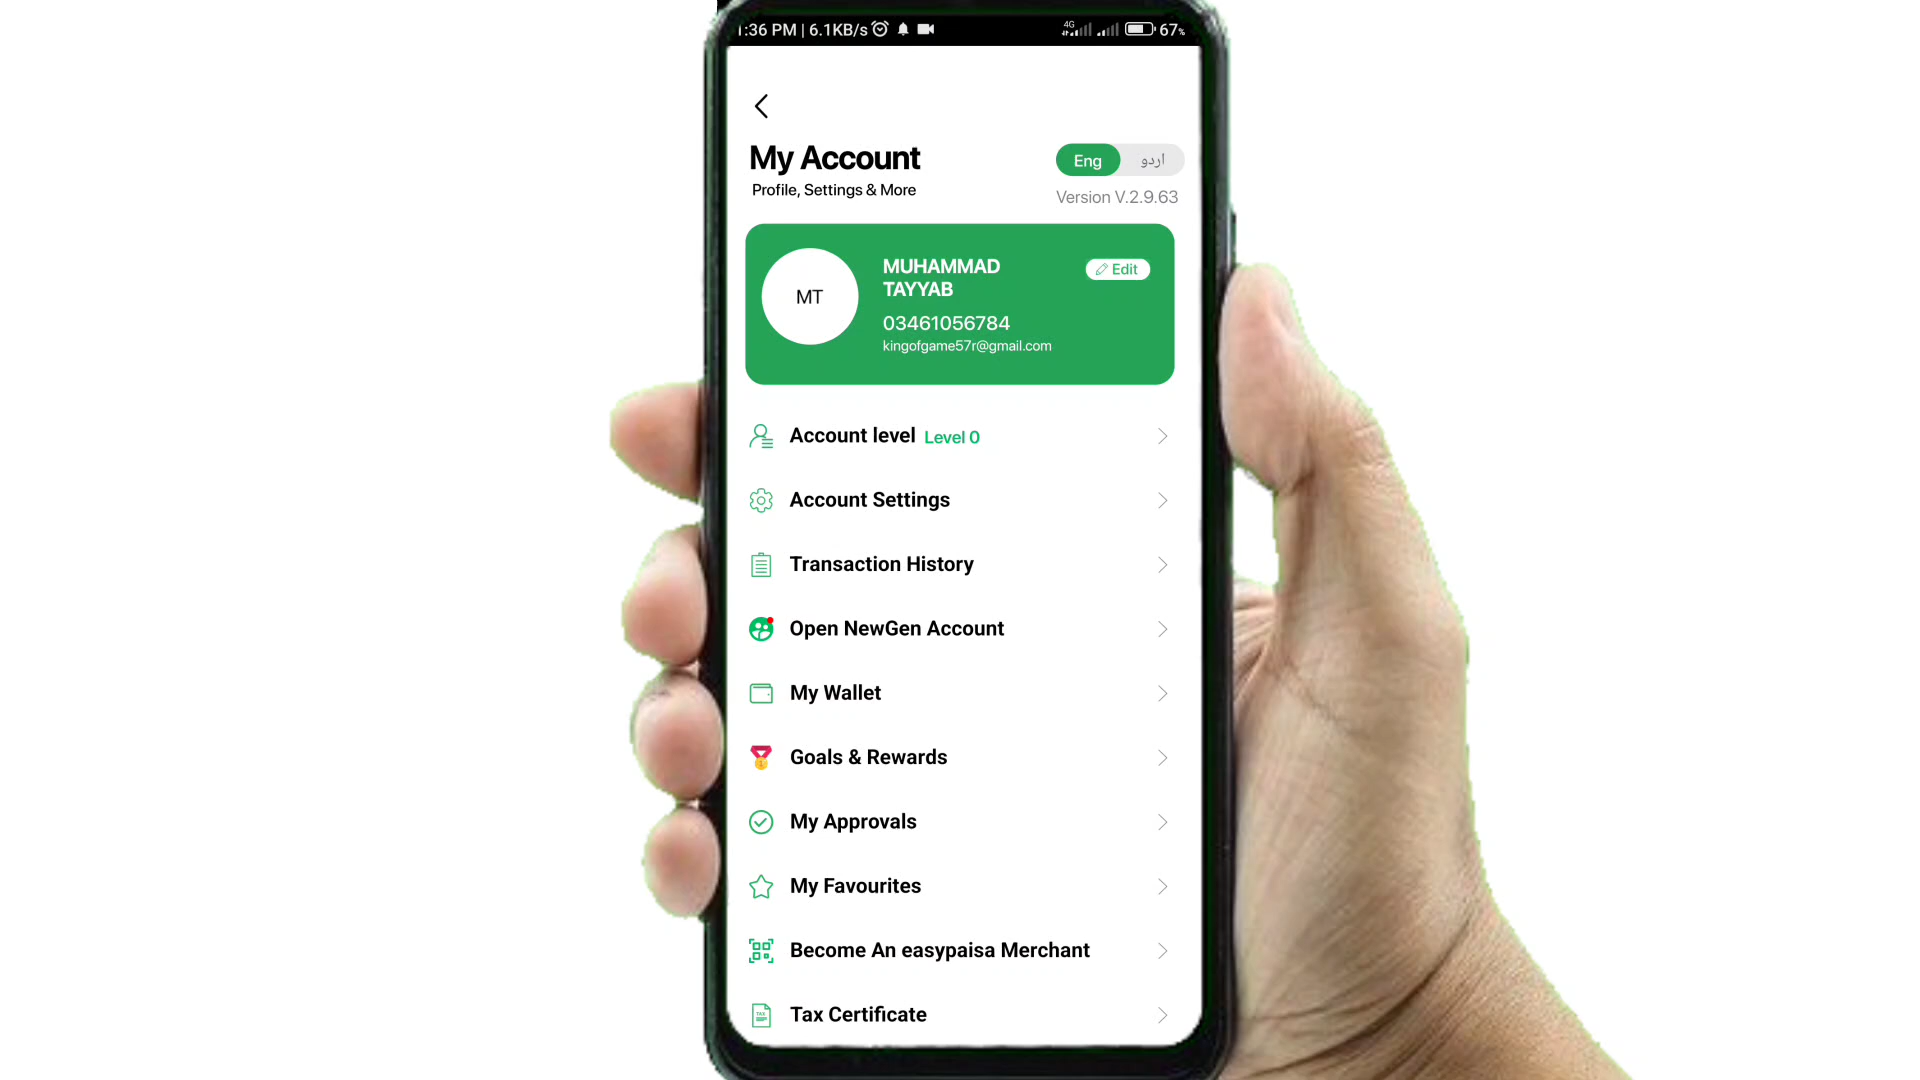 :36 PM | 6.1KB/s
4G
67%
My Account
Eng
اردو
Profile, Settings & More
Version V.2.9.63
MT
MUHAMMAD
TAYYAB
Edit
03461056784
kingofgame57r@gmail.com
Account level Level 0
Account Settings
Transaction History
Open NewGen Account
My Wallet
Goals & Rewards
My Approvals
My Favourites
Become An easypaisa Merchant
TAX
Tax Certificate